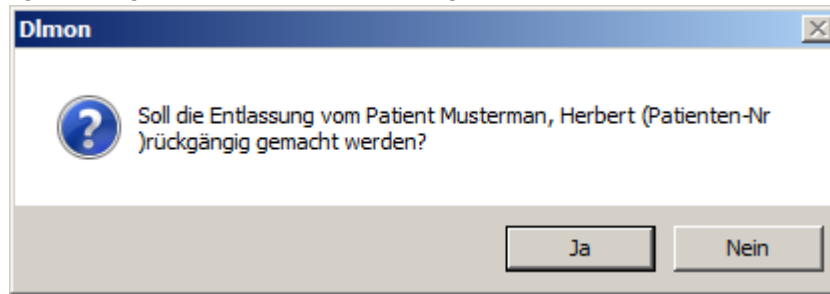 Dlmon
Soll die Entlassung vom Patient Musterman, Herbert (Patienten-Nr
)rückgängig gemacht werden?
Ja
Nein